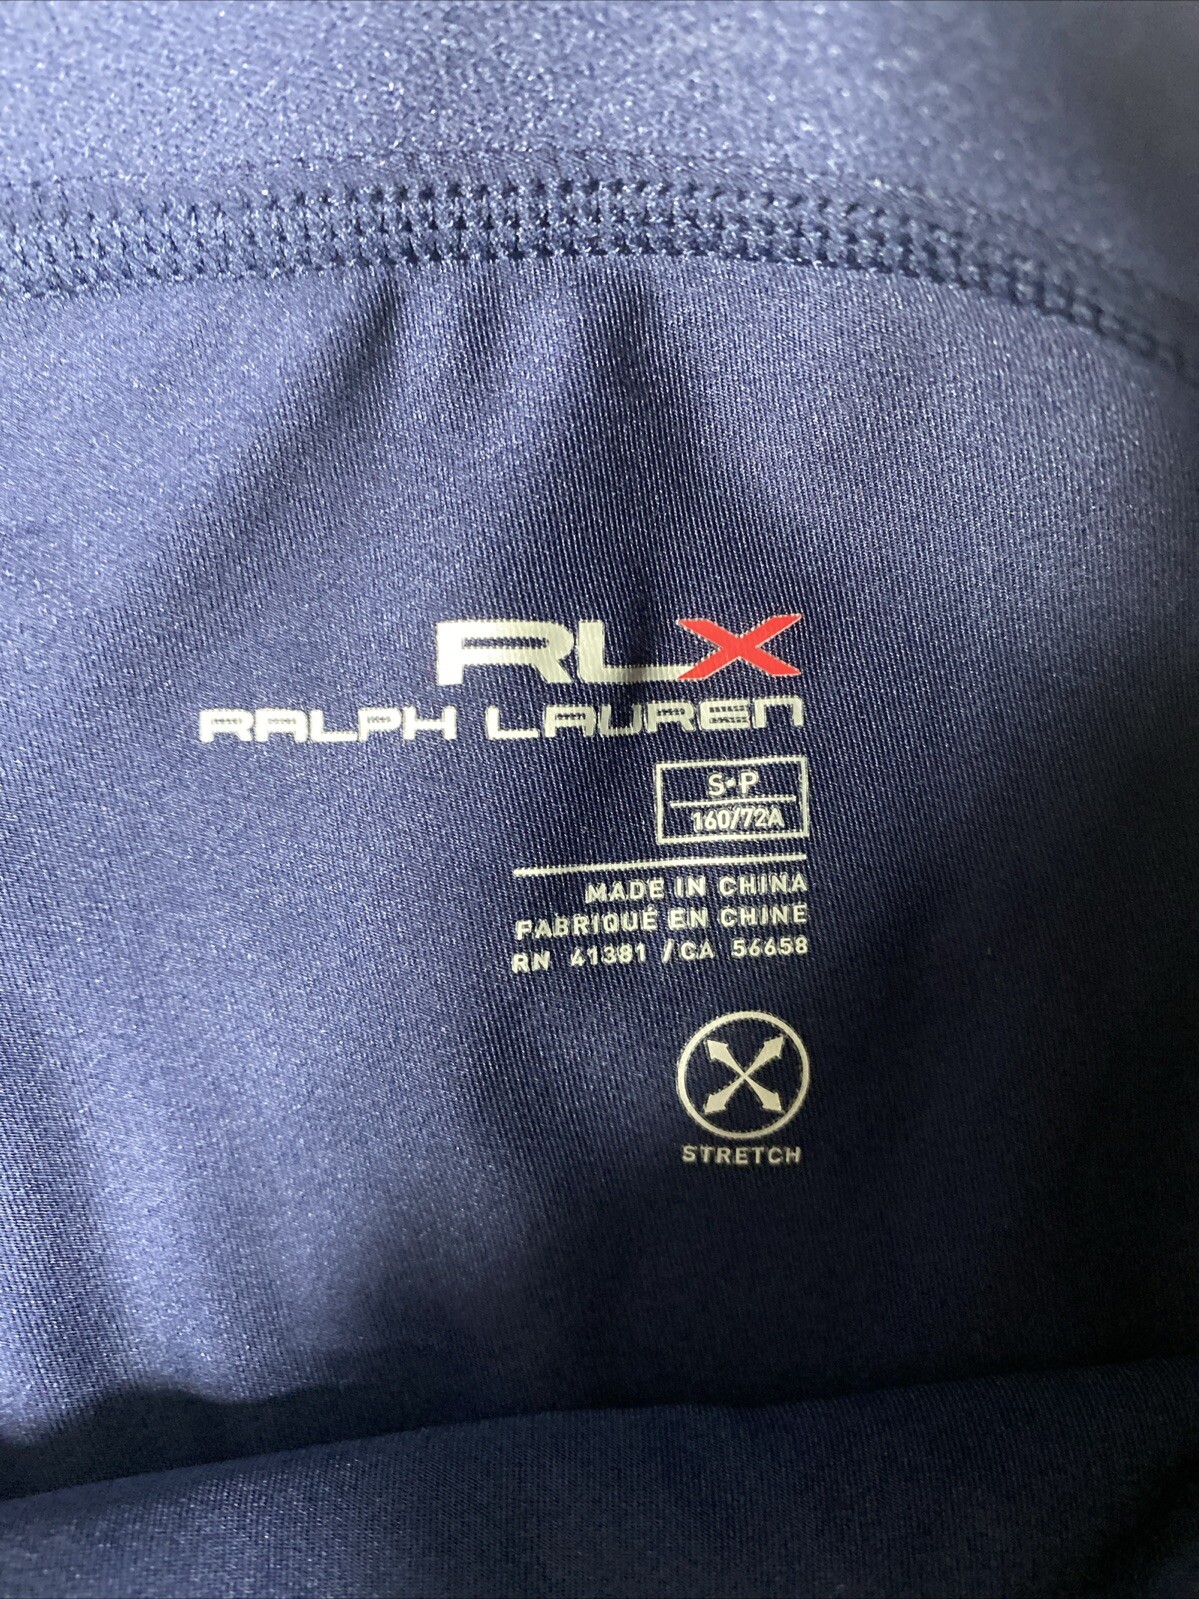 RLX
RALPH LAUREN
S•P
160/72A
MADE IN CHINA
FABRIQUÉ EN CHINE
RN 41381 / CA 56658
STRETCH